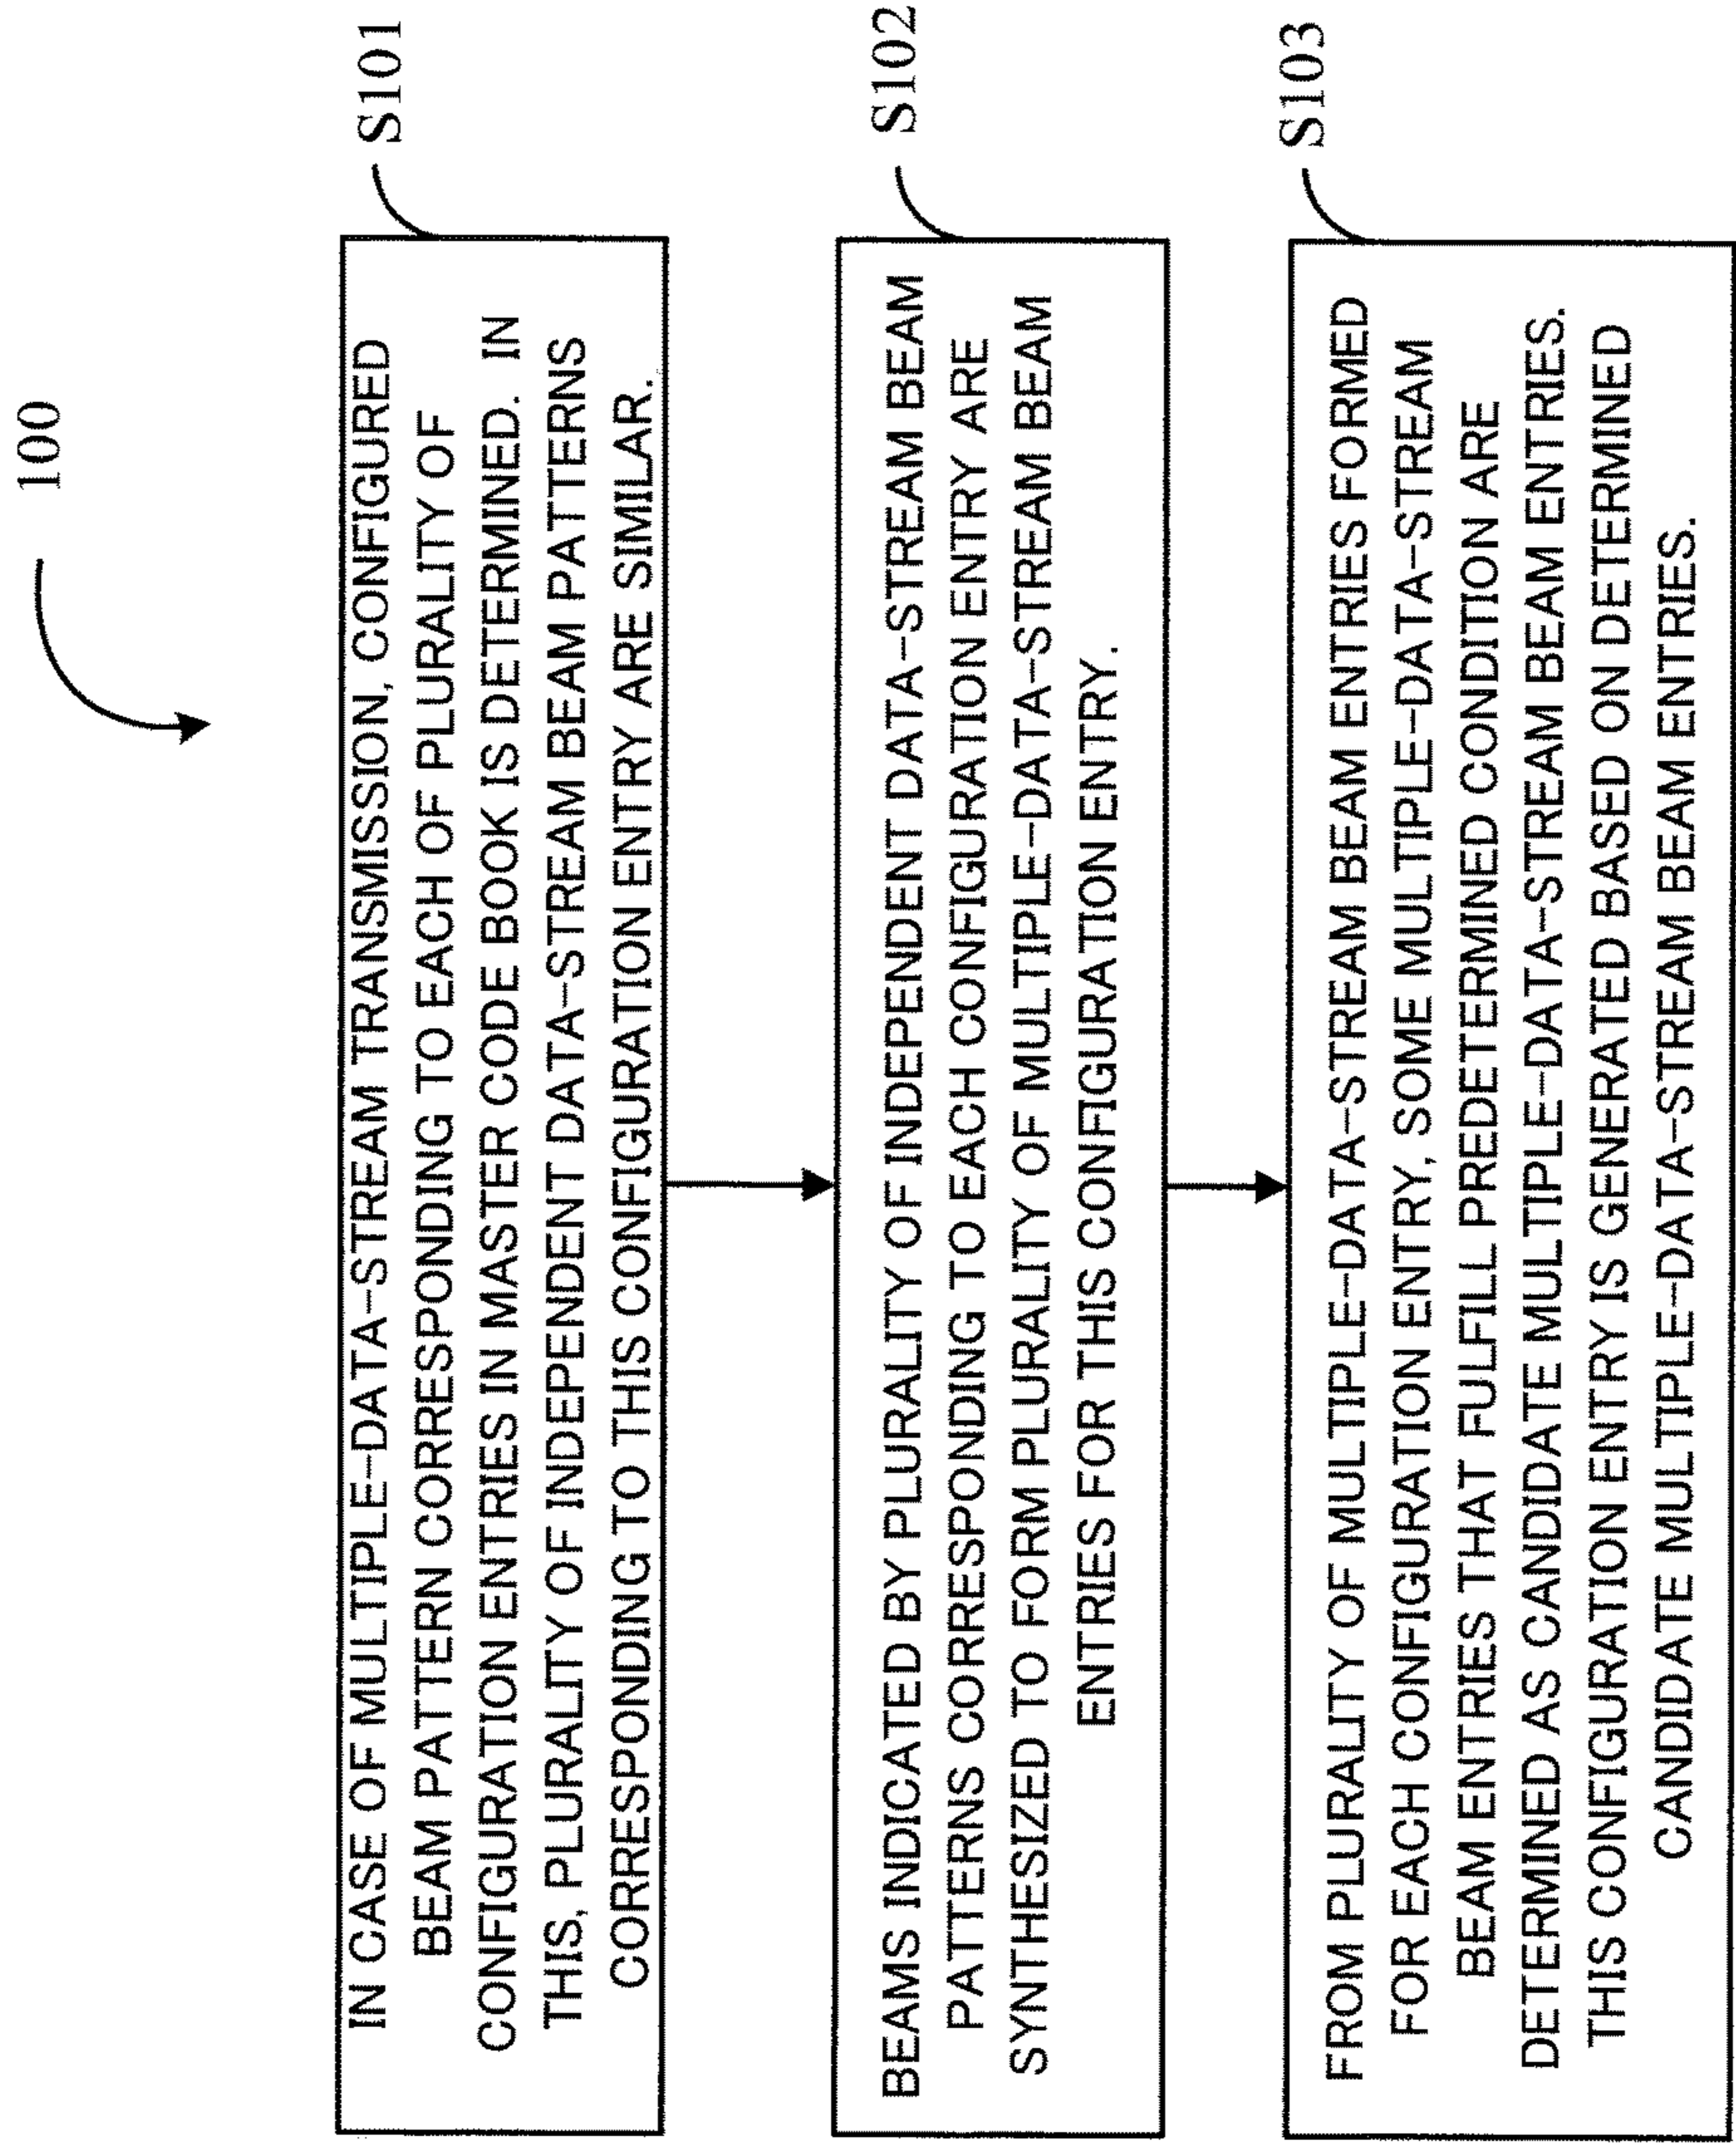 100
S101
IN CASE OF MULTIPLE-DATA-STREAM TRANSMISSION, CONFIGURED
BEAM PATTERN CORRESPONDING TO EACH OF PLURALITY OF
CONFIGURATION ENTRIES IN MASTER CODE BOOK IS DETERMINED. IN
THIS, PLURALITY OF INDEPENDENT DATA-STREAM BEAM PATTERNS
CORRESPONDING TO THIS CONFIGURATION ENTRY ARE SIMILAR.
S102
BEAMS INDICATED BY PLURALITY OF INDEPENDENT DATA-STREAM BEAM
PATTERNS CORRESPONDING TO EACH CONFIGURATION ENTRY ARE
SYNTHESIZED TO FORM PLURALITY OF MULTIPLE-DATA-STREAM BEAM
ENTRIES FOR THIS CONFIGURATION ENTRY.
S103
FROM PLURALITY OF MULTIPLE-DATA-STREAM BEAM ENTRIES FORMED
FOR EACH CONFIGURATION ENTRY, SOME MULTIPLE-DATA-STREAM
BEAM ENTRIES THAT FULFILL PREDETERMINED CONDITION ARE
DETERMINED AS CANDIDATE MULTIPLE-DATA-STREAM BEAM ENTRIES.
THIS CONFIGURATION ENTRY IS GENERATED BASED ON DETERMINED
CANDIDATE MULTIPLE-DATA-STREAM BEAM ENTRIES.